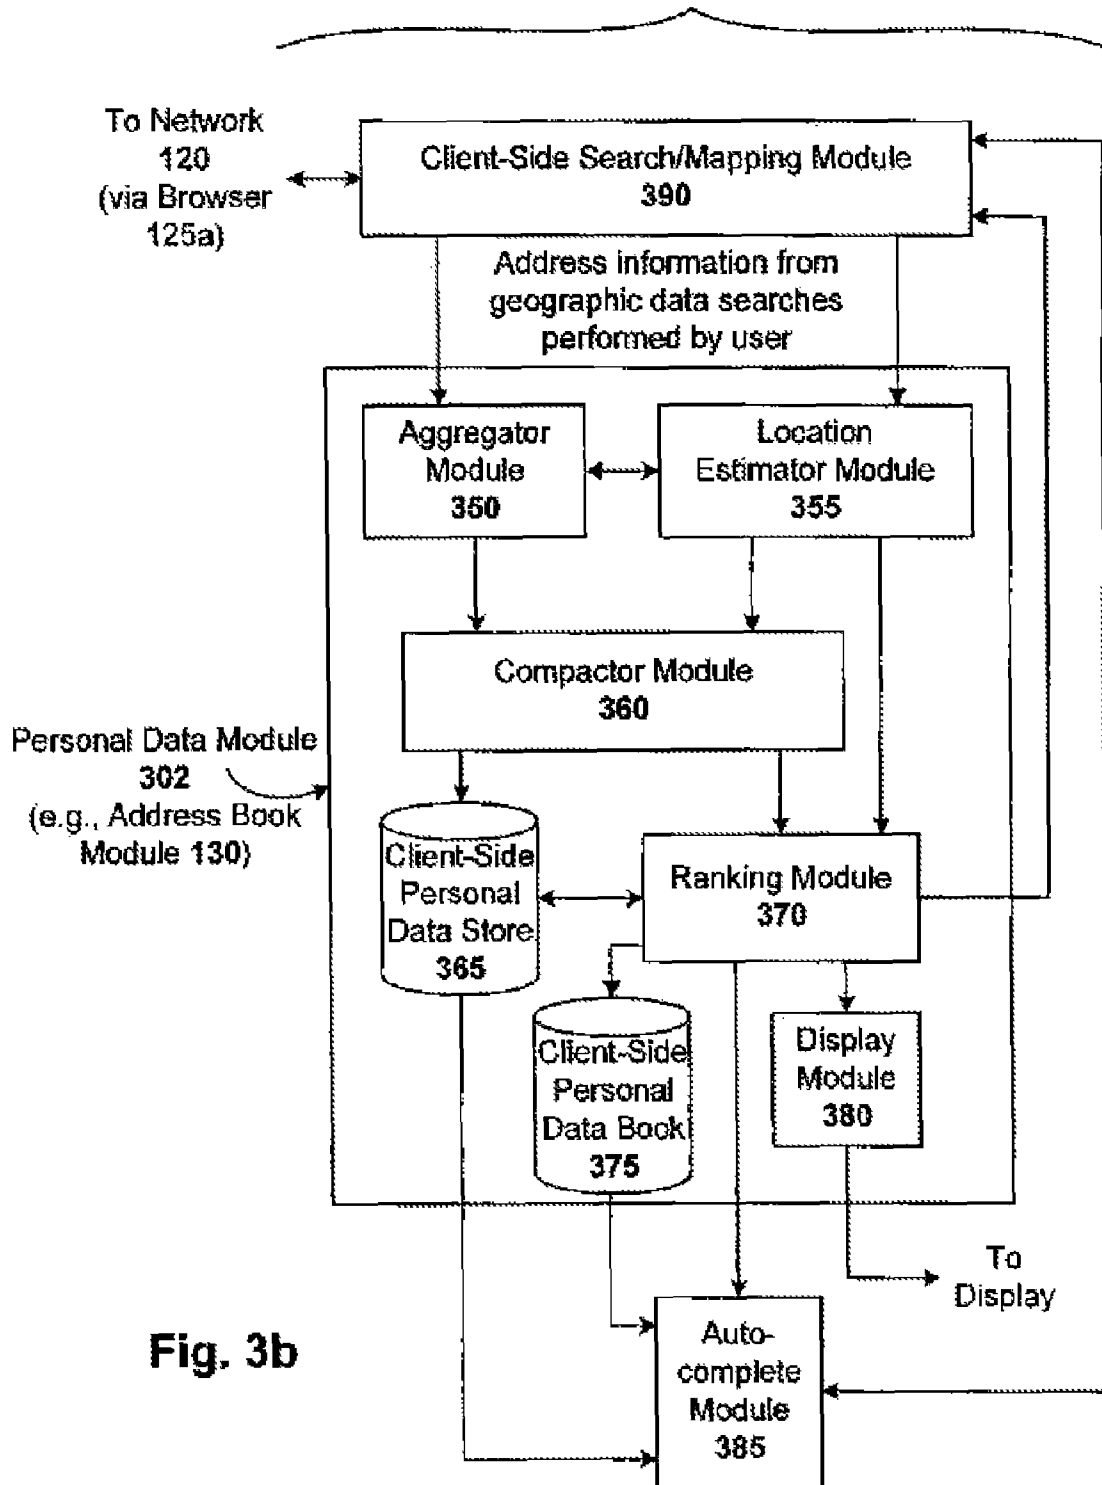 To Network
120
(via Browser
125a)
Client-Side Search/Mapping Module
390
Address information from
geographic data searches
performed by user
Aggregator
Module
350
Location
Estimator Module
355
Compactor Module
360
Personal Data Module
302
(e.g., Address Book
Module 130)
Client-Side
Personal
Data Store
365
Ranking Module
370
Client-Side
Personal
Data Book
375
Display
Module
380
To
Display
Auto-
complete
Module
385
Fig. 3b